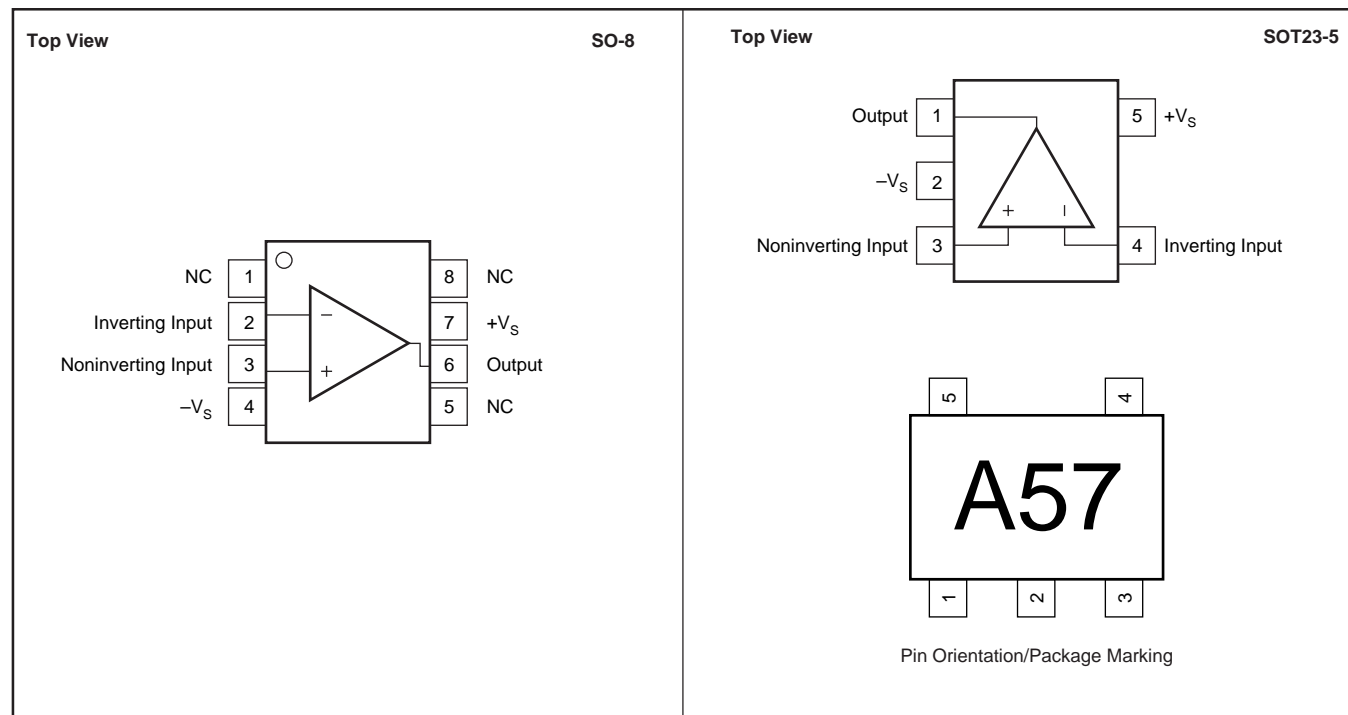 Top View
SO-8
NC 1
8 NC
Inverting Input 2
−
7 +VS
Noninverting Input 3
+
6 Output
–VS 4
5 NC
Top View
SOT23-5
Output 1
5 +VS
–VS 2
+ −
Noninverting Input 3
4 Inverting Input
5 4
A57
1 2 3
Pin Orientation/Package Marking